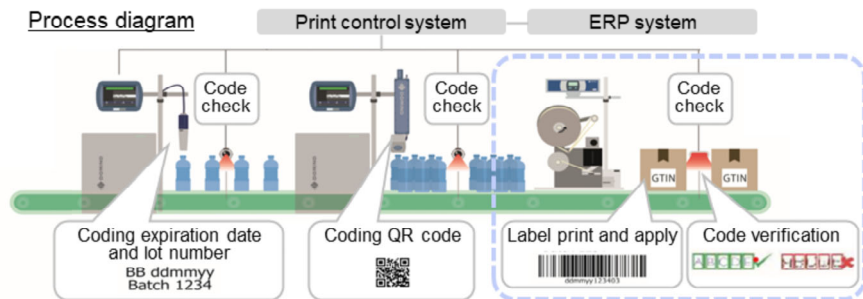 Process diagram
Print control system
ERP system
Code
check
Code
check
Code
check
GTIN
GTIN
Coding expiration date
and lot number
BB ddmmyy
Batch 1234
Coding QR code
Label print and apply
ddmmyy123403
Code verification
ABCDE